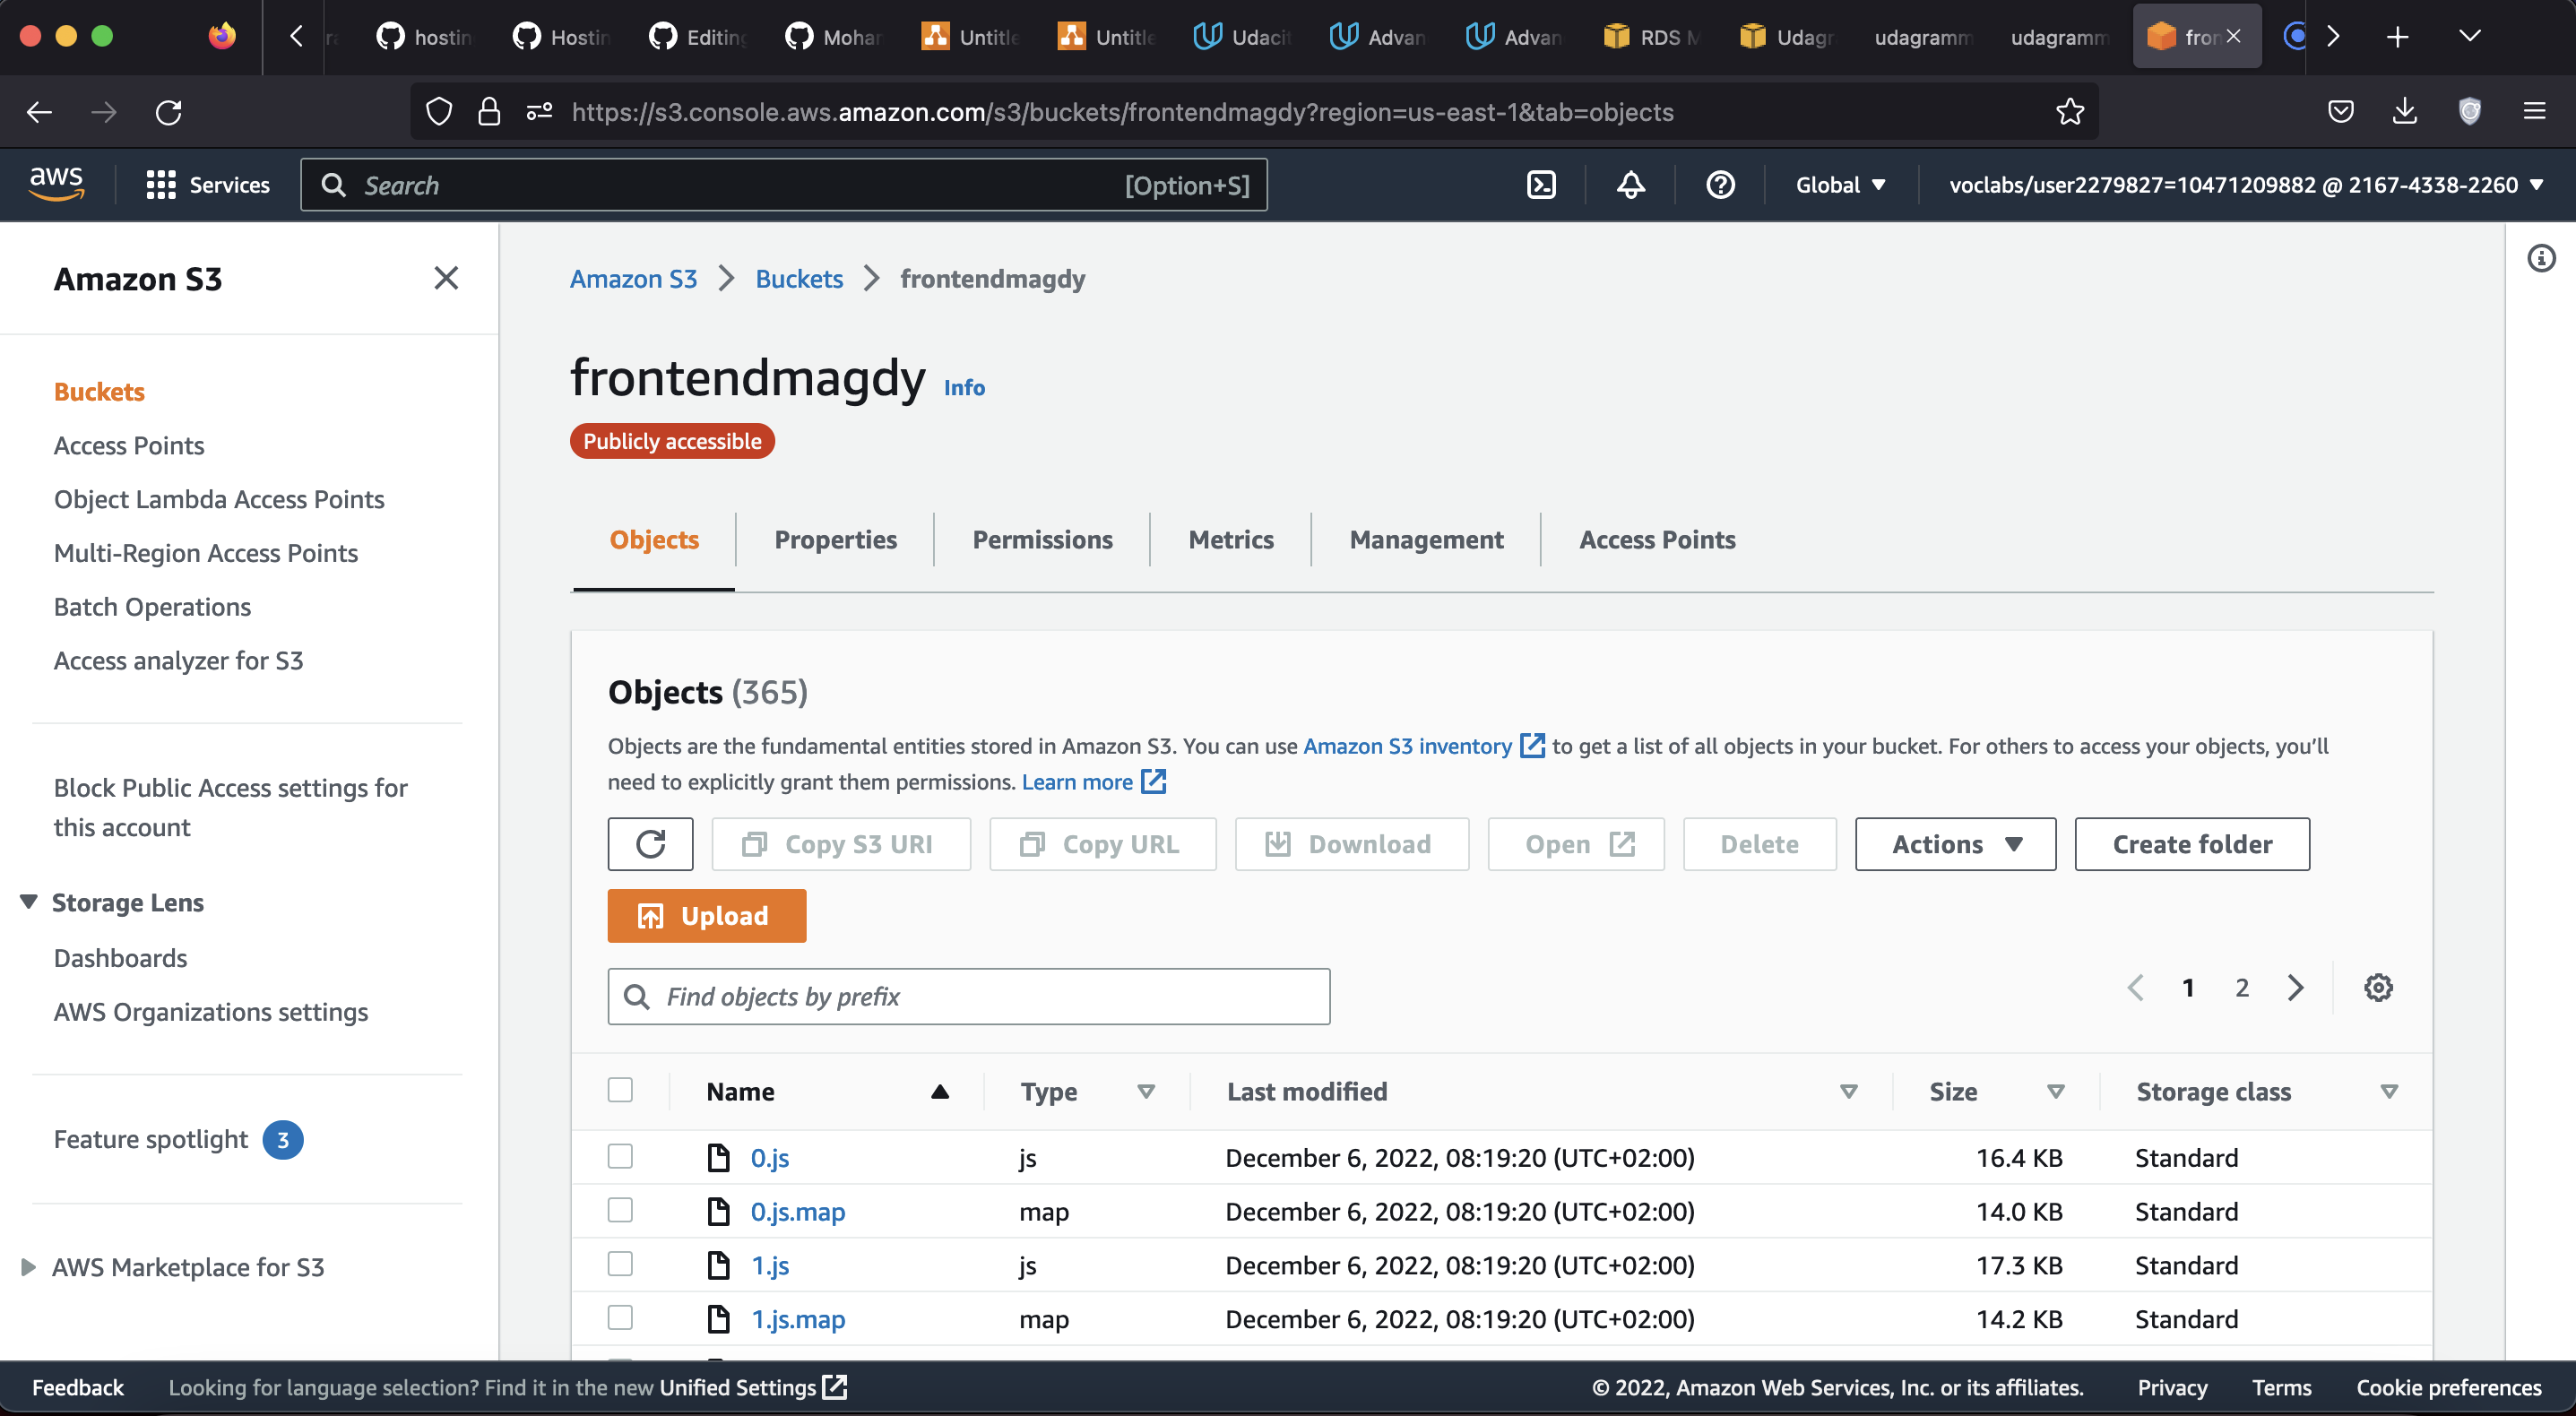 hostin
Hostin
Editing
Mohar
Untitle
Untitle
Udacit
Advan
Advan
RDS M
Udagr
udagramm
udagramm
fron
https://s3.console.aws.amazon.com/s3/buckets/frontendmagdy?region=us-east-1&tab=objects
aws
Services
Search
[Option+S]
Global
voclabs/user2279827=10471209882 @ 2167-4338-2260
Amazon S3
Buckets
Access Points
Object Lambda Access Points
Multi-Region Access Points
Batch Operations
Access analyzer for S3
Block Public Access settings for
this account
Storage Lens
Dashboards
AWS Organizations settings
Feature spotlight 3
AWS Marketplace for S3
Amazon S3 > Buckets > frontendmagdy
frontendmagdy Info
Publicly accessible
Objects
Properties
Permissions
Metrics
Management
Access Points
Objects (365)
Objects are the fundamental entities stored in Amazon S3. You can use Amazon S3 inventory to get a list of all objects in your bucket. For others to access your objects, you'll
need to explicitly grant them permissions. Learn more
Copy S3 URI
Copy URL
Download
Open
Delete
Actions
Create folder
Upload
Find objects by prefix
1 2
Name Type Last modified Size Storage class
0.js js December 6, 2022, 08:19:20 (UTC+02:00) 16.4 KB Standard
0.js.map map December 6, 2022, 08:19:20 (UTC+02:00) 14.0 KB Standard
1.js js December 6, 2022, 08:19:20 (UTC+02:00) 17.3 KB Standard
1.js.map map December 6, 2022, 08:19:20 (UTC+02:00) 14.2 KB Standard
Feedback
Looking for language selection? Find it in the new Unified Settings
© 2022, Amazon Web Services, Inc. or its affiliates.
Privacy
Terms
Cookie preferences